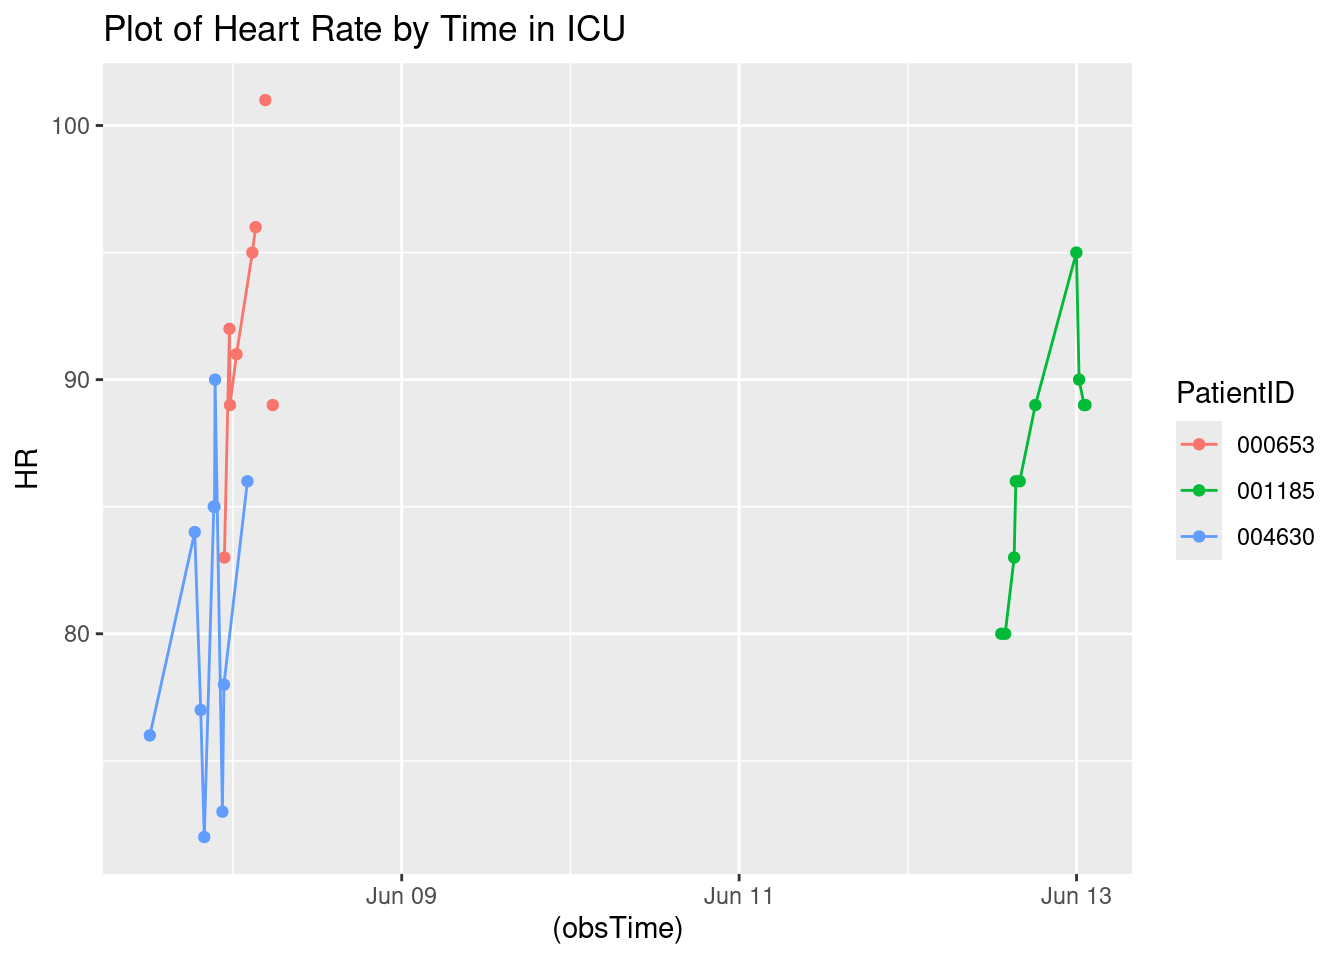 Plot of Heart Rate by Time in ICU
100
90
80
HR
Jun 09
Jun 11
Jun 13
(obsTime)
PatientID
000653
001185
004630